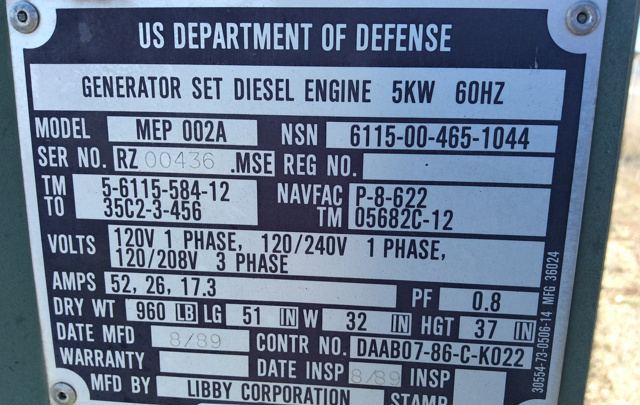 US DEPARTMENT OF DEFENSE
GENERATOR SET DIESEL ENGINE 5KW 60HZ
MODEL MEP 002A NSN 6115-00-465-1044
SER NO. RZ 00436 .MSE REG NO.
TM 5-6115-584-12 NAVFAC P-8-622
TO 35C2-3-456 TM 05682C-12
VOLTS 120V 1 PHASE, 120/240V 1 PHASE,
120/208V 3 PHASE
AMPS 52, 26, 17.3 PF 0.8
DRY WT 960 LB LG 51 IN W 32 IN HGT 37 IN
DATE MFD 8/89 CONTR NO. DAAB07-86-C-K022
WARRANTY DATE INSP 8/89 INSP
MFD BY LIBBY CORPORATION STAMP
30554-73-0506-14 MFG 36024